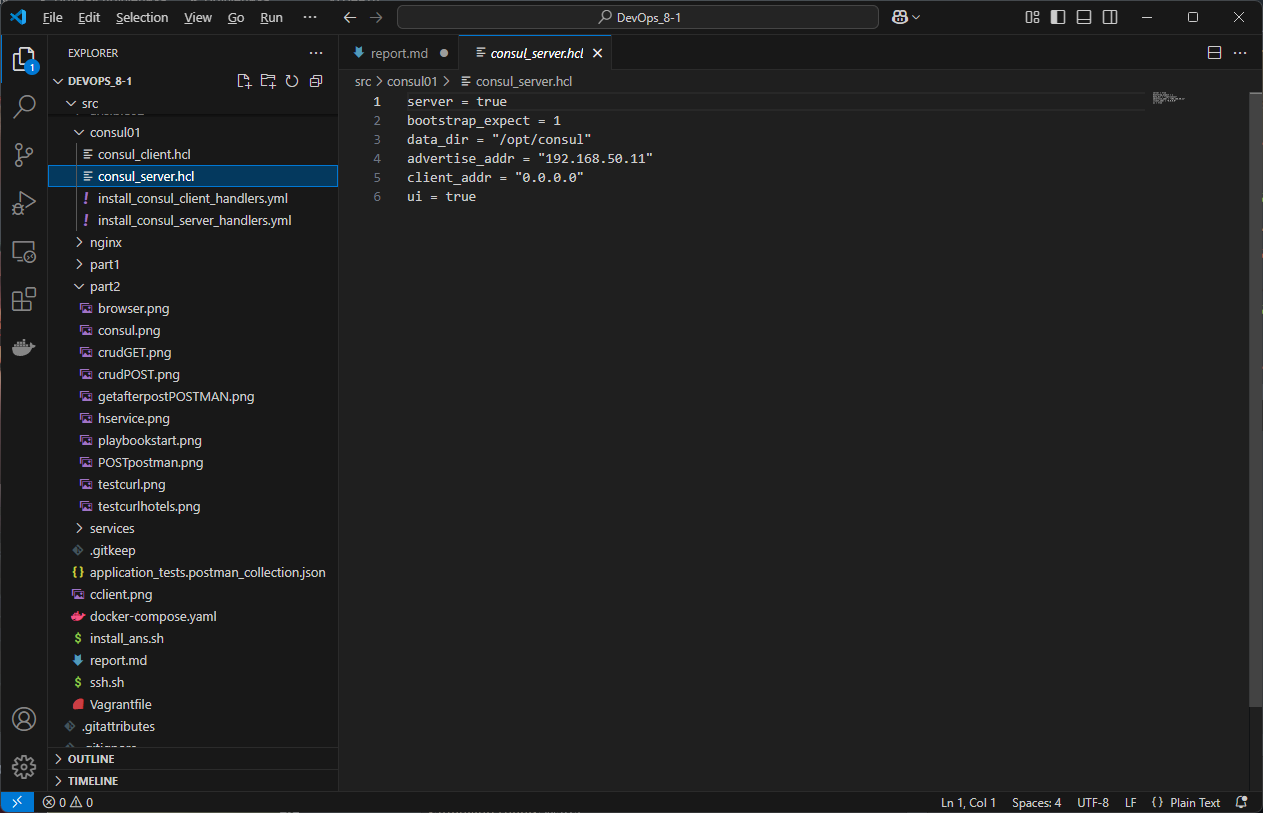 File Edit Selection View Go Run ··· DevOps_8-1
EXPLORER
DEVOPS_8-1
src
consul01
consul_client.hcl
consul_server.hcl
install_consul_client_handlers.yml
install_consul_server_handlers.yml
nginx
part1
part2
browser.png
consul.png
crudGET.png
crudPOST.png
getafterpostPOSTMAN.png
hservice.png
playbookstart.png
POSTpostman.png
testcurl.png
testcurlhotels.png
services
.gitkeep
application_tests.postman_collection.json
cclient.png
docker-compose.yaml
install_ans.sh
report.md
ssh.sh
Vagrantfile
.gitattributes
OUTLINE
TIMELINE
report.md consul_server.hcl
src > consul01 > consul_server.hcl
1 server = true
2 bootstrap_expect = 1
3 data_dir = "/opt/consul"
4 advertise_addr = "192.168.50.11"
5 client_addr = "0.0.0.0"
6 ui = true
1
0 0 Ln 1, Col 1 Spaces: 4 UTF-8 LF {} Plain Text